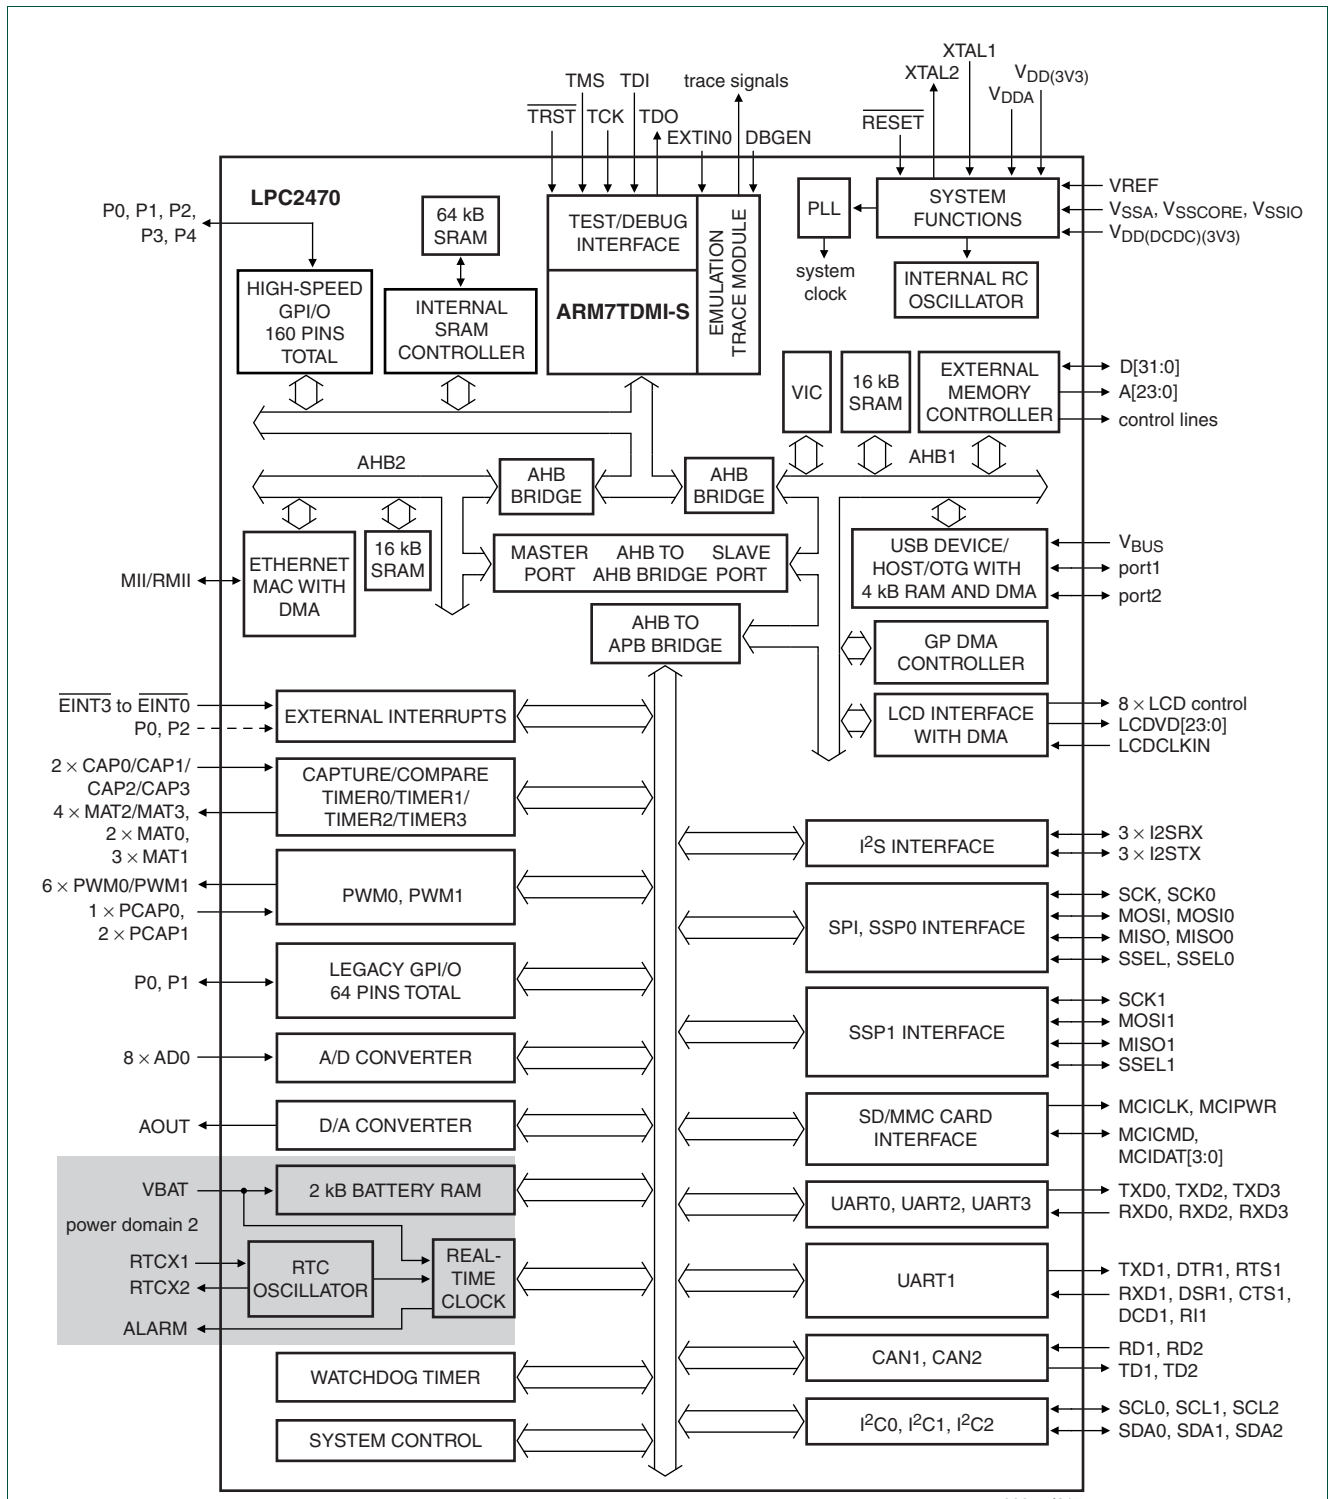 XTAL1
XTAL2
VDD(3V3)
VDDA
RESET
TMS TDI
trace signals
TRST TCK TDO
EXTIN0 DBGEN
LPC2470
P0, P1, P2,
P3, P4
64 kB
SRAM
TEST/DEBUG
INTERFACE
EMULATION
TRACE MODULE
PLL
SYSTEM
FUNCTIONS
VREF
VSSA, VSSCORE, VSSIO
VDD(DCDC)(3V3)
system
clock
INTERNAL RC
OSCILLATOR
HIGH-SPEED
GPI/O
160 PINS
TOTAL
INTERNAL
SRAM
CONTROLLER
ARM7TDMI-S
VIC
16 kB
SRAM
EXTERNAL
MEMORY
CONTROLLER
D[31:0]
A[23:0]
control lines
AHB2
AHB
BRIDGE
AHB
BRIDGE
AHB1
ETHERNET
MAC WITH
DMA
16 kB
SRAM
MASTER
PORT
AHB TO
AHB BRIDGE
SLAVE
PORT
USB DEVICE/
HOST/OTG WITH
4 kB RAM AND DMA
VBUS
port1
port2
MII/RMII
AHB TO
APB BRIDGE
GP DMA
CONTROLLER
LCD INTERFACE
WITH DMA
8 × LCD control
LCDVD[23:0]
LCDCLKIN
EINT3 to EINT0
P0, P2
EXTERNAL INTERRUPTS
2 × CAP0/CAP1/
CAP2/CAP3
4 × MAT2/MAT3,
2 × MAT0,
3 × MAT1
CAPTURE/COMPARE
TIMER0/TIMER1/
TIMER2/TIMER3
6 × PWM0/PWM1
1 × PCAP0,
2 × PCAP1
PWM0, PWM1
P0, P1
LEGACY GPI/O
64 PINS TOTAL
8 × AD0
A/D CONVERTER
AOUT
D/A CONVERTER
VBAT
2 kB BATTERY RAM
power domain 2
RTCX1
RTCX2
RTC
OSCILLATOR
REAL-
TIME
CLOCK
ALARM
WATCHDOG TIMER
SYSTEM CONTROL
I2S INTERFACE
3 × I2SRX
3 × I2STX
SPI, SSP0 INTERFACE
SCK, SCK0
MOSI, MOSI0
MISO, MISO0
SSEL, SSEL0
SSP1 INTERFACE
SCK1
MOSI1
MISO1
SSEL1
SD/MMC CARD
INTERFACE
MCICLK, MCIPWR
MCICMD,
MCIDAT[3:0]
UART0, UART2, UART3
TXD0, TXD2, TXD3
RXD0, RXD2, RXD3
UART1
TXD1, DTR1, RTS1
RXD1, DSR1, CTS1,
DCD1, RI1
CAN1, CAN2
RD1, RD2
TD1, TD2
I2C0, I2C1, I2C2
SCL0, SCL1, SCL2
SDA0, SDA1, SDA2